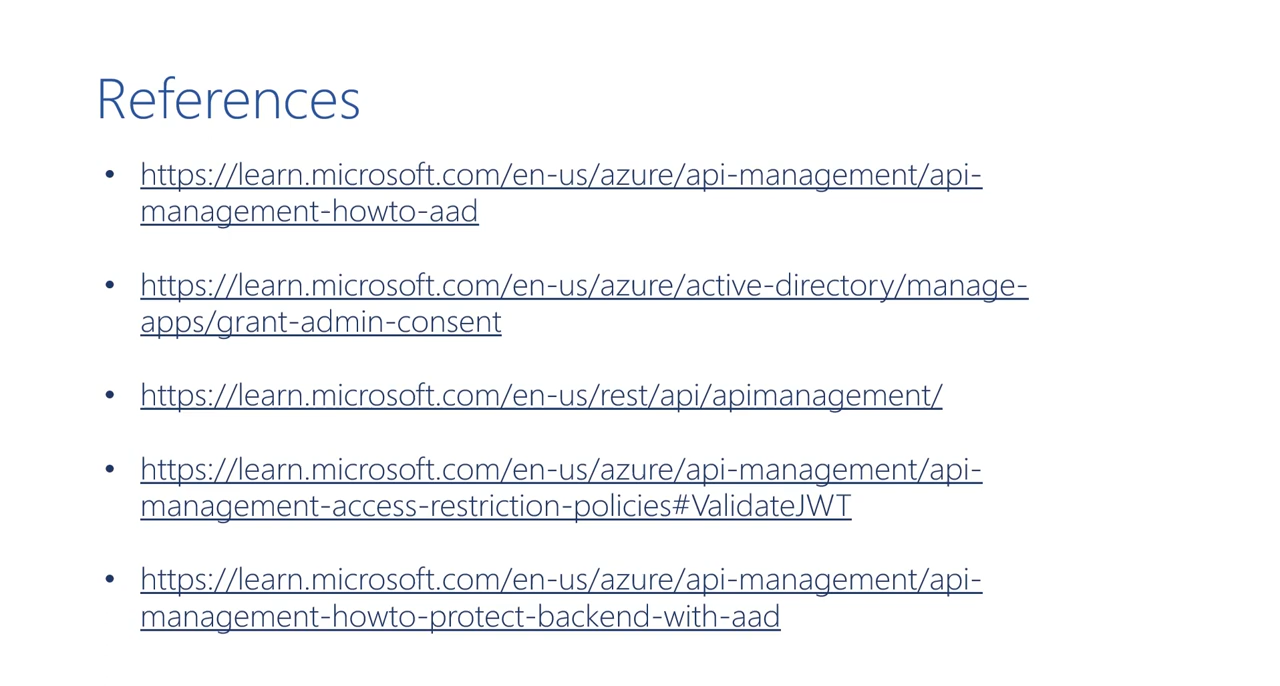 References
• https://learn.microsoft.com/en-us/azure/api-management/api-
management-howto-aad
• https://learn.microsoft.com/en-us/azure/active-directory/manage-
apps/grant-admin-consent
• https://learn.microsoft.com/en-us/rest/api/apimanagement/
• https://learn.microsoft.com/en-us/azure/api-management/api-
management-access-restriction-policies#ValidateJWT
• https://learn.microsoft.com/en-us/azure/api-management/api-
management-howto-protect-backend-with-aad